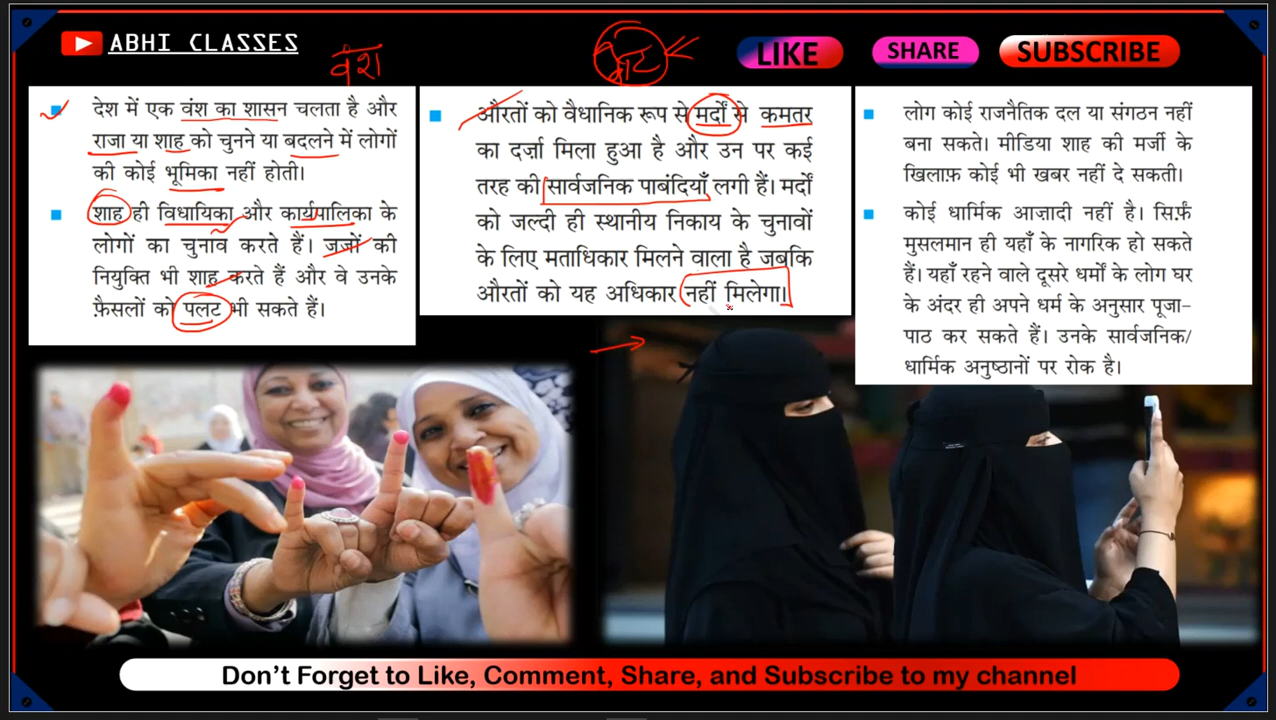 ABHI CLASSES
वंश
वोट
LIKE
SHARE
SUBSCRIBE
देश में एक वंश का शासन चलता है और
राजा या शाह को चुनने या बदलने में लोगों
की कोई भूमिका नहीं होती।
शाह ही विधायिका और कार्यपालिका के
लोगों का चुनाव करते हैं। जजों की
नियुक्ति भी शाह करते हैं और वे उनके
फ़ैसलों को पलट भी सकते हैं।
औरतों को वैधानिक रूप से मर्दों से कमतर
का दर्ज़ा मिला हुआ है और उन पर कई
तरह की सार्वजनिक पाबंदियाँ लगी हैं। मर्दों
को जल्दी ही स्थानीय निकाय के चुनावों
के लिए मताधिकार मिलने वाला है जबकि
औरतों को यह अधिकार नहीं मिलेगा।
लोग कोई राजनैतिक दल या संगठन नहीं
बना सकते। मीडिया शाह की मर्जी के
खिलाफ़ कोई भी खबर नहीं दे सकती।
कोई धार्मिक आज़ादी नहीं है। सिर्फ़
मुसलमान ही यहाँ के नागरिक हो सकते
हैं। यहाँ रहने वाले दूसरे धर्मों के लोग घर
के अंदर ही अपने धर्म के अनुसार पूजा-
पाठ कर सकते हैं। उनके सार्वजनिक/
धार्मिक अनुष्ठानों पर रोक है।
Don't Forget to Like, Comment, Share, and Subscribe to my channel